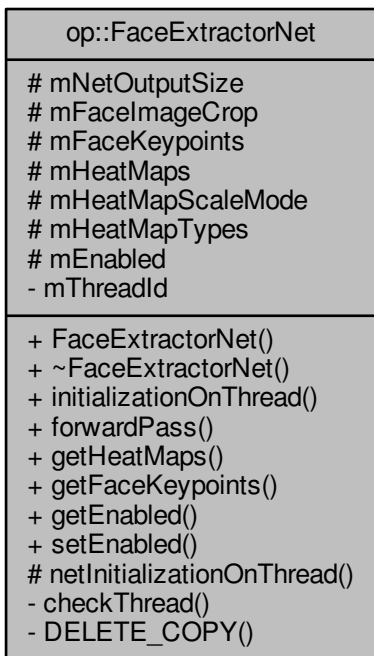 op::FaceExtractorNet
# mNetOutputSize
# mFaceImageCrop
# mFaceKeypoints
# mHeatMaps
# mHeatMapScaleMode
# mHeatMapTypes
# mEnabled
- mThreadId
+ FaceExtractorNet()
+ ~FaceExtractorNet()
+ initializationOnThread()
+ forwardPass()
+ getHeatMaps()
+ getFaceKeypoints()
+ getEnabled()
+ setEnabled()
# netInitializationOnThread()
- checkThread()
- DELETE_COPY()